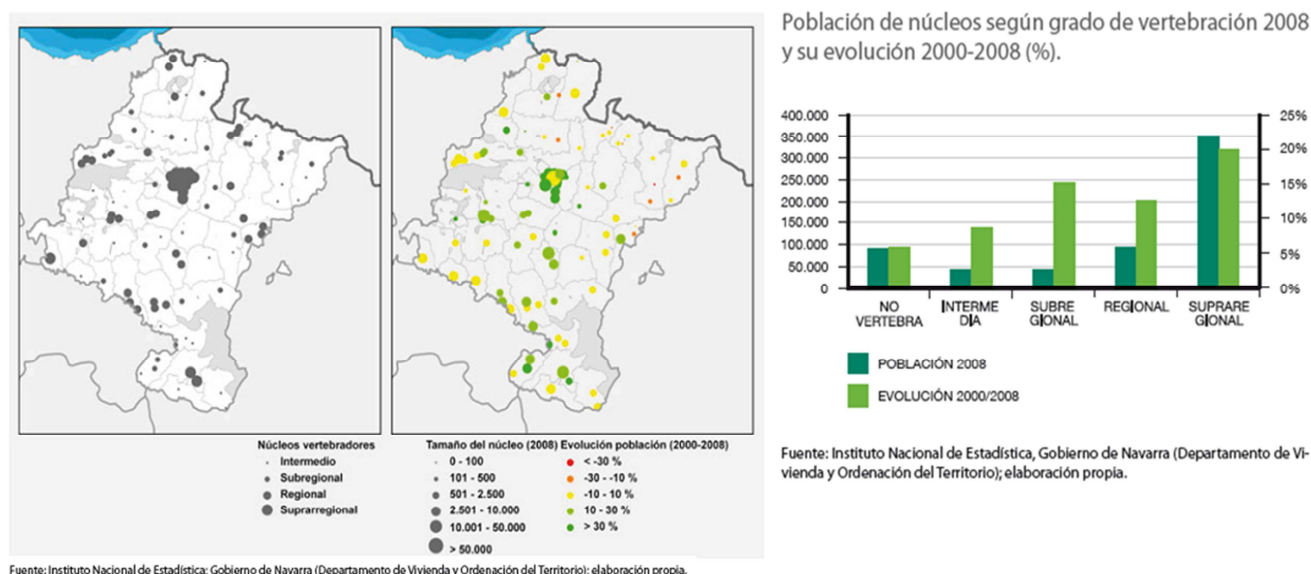 Población de núcleos según grado de vertebración 2008
y su evolución 2000-2008 (%).
400.000
350.000
300.000
250.000
200.000
150.000
100.000
50.000
0
25%
20%
15%
10%
5%
0%
NO
VERTEBRA
INTERME
DIA
SUBRE
GIONAL
REGIONAL
SUPRARE
GIONAL
POBLACIÓN 2008
EVOLUCIÓN 2000/2008
Fuente: Instituto Nacional de Estadística, Gobierno de Navarra (Departamento de Vi-
vienda y Ordenación del Territorio); elaboración propia.
Núcleos vertebradores
Intermedio
Subregional
Regional
Suprarregional
Tamaño del núcleo (2008)
0 - 100
101 - 500
501 - 2.500
2.501 - 10.000
10.001 - 50.000
> 50.000
Evolución población (2000-2008)
< -30 %
-30 - -10 %
-10 - 10 %
10 - 30 %
> 30 %
Fuente: Instituto Nacional de Estadística; Gobierno de Navarra (Departamento de Vivienda y Ordenación del Territorio); elaboración propia.